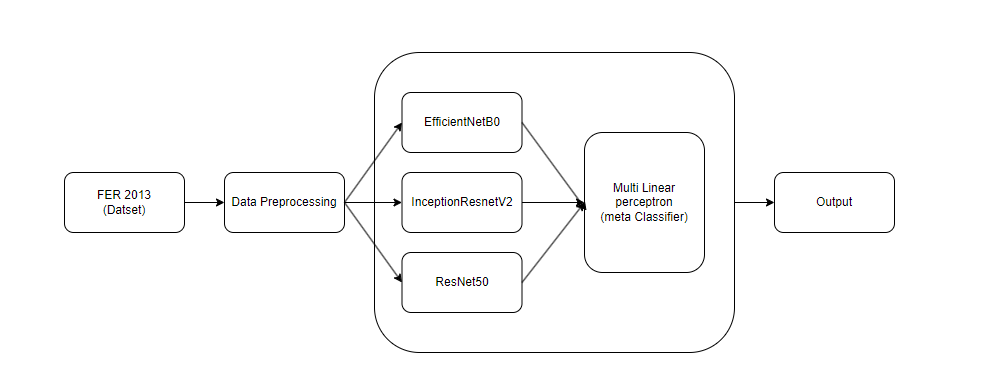 FER 2013
(Datset)
Data Preprocessing
EfficientNetB0
InceptionResnetV2
ResNet50
Multi Linear
perceptron
(meta Classifier)
Output